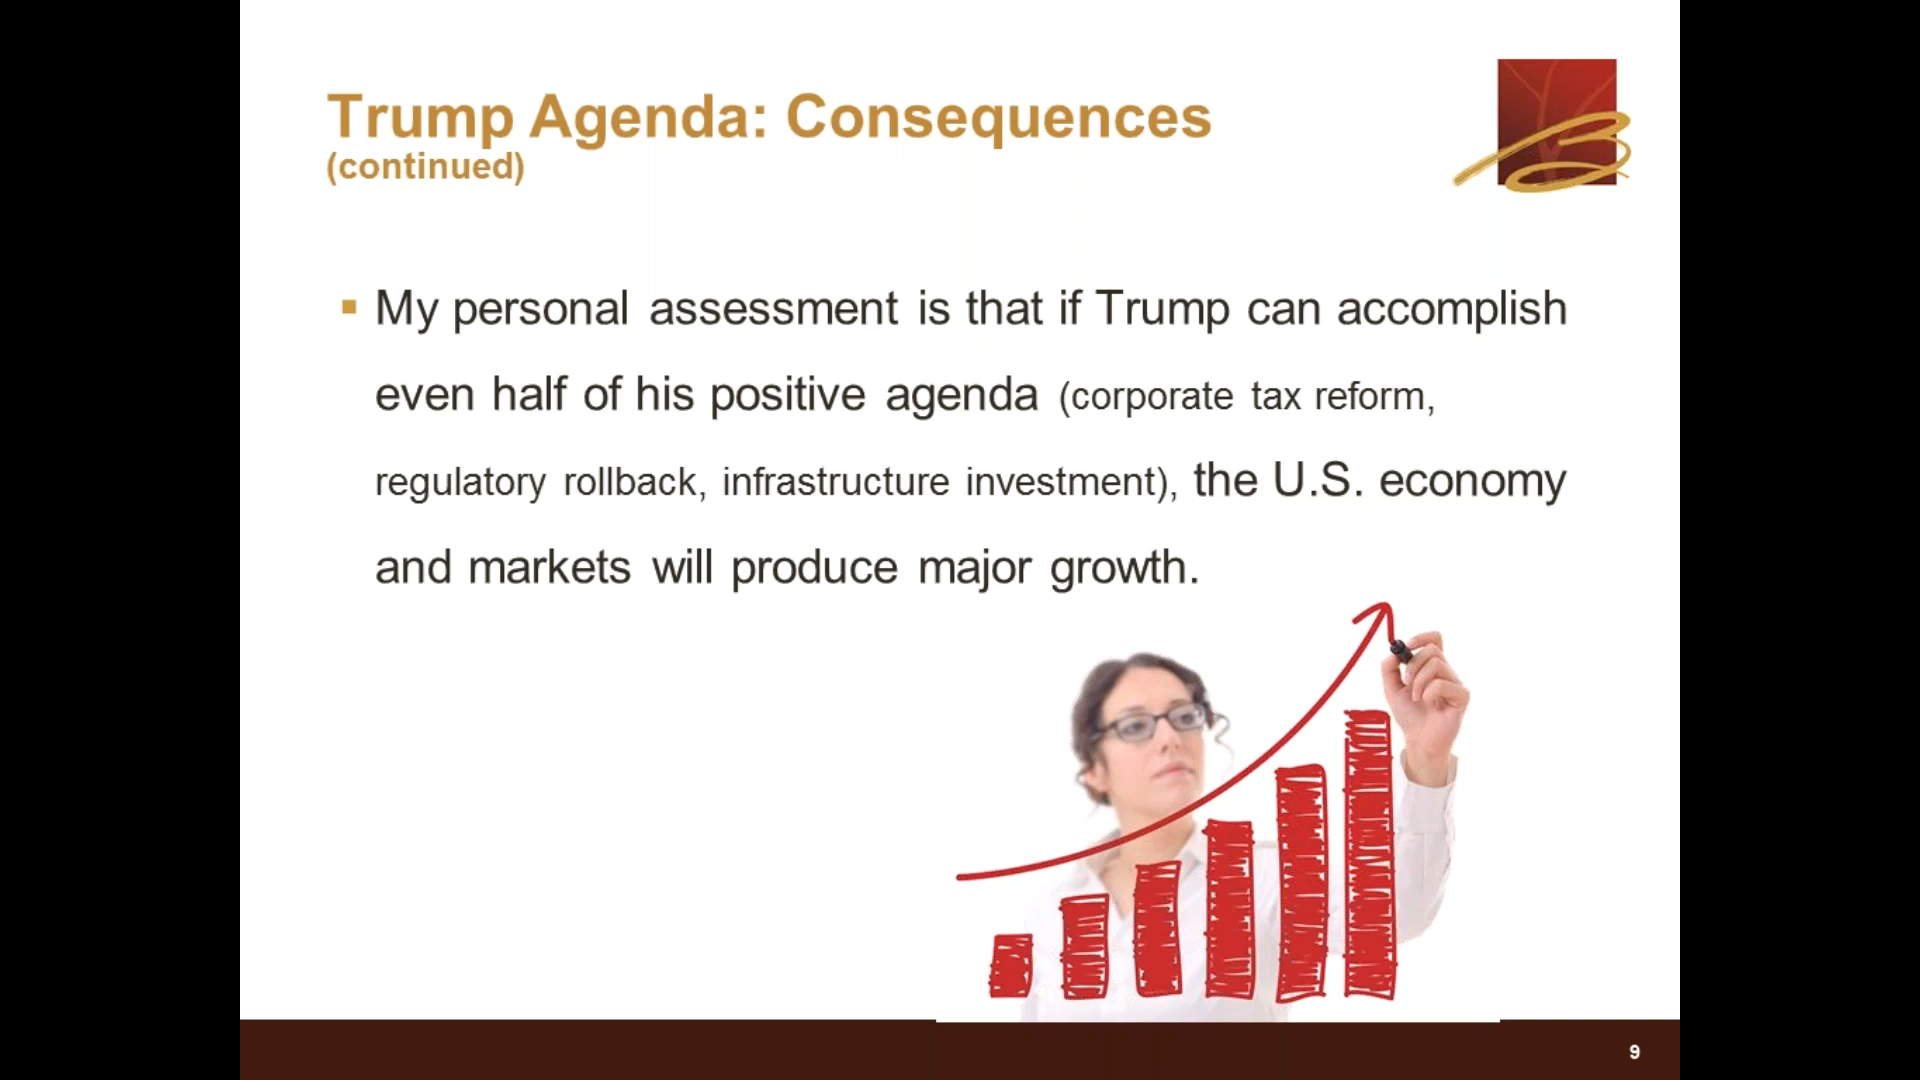 Trump Agenda: Consequences
(continued)
▪ My personal assessment is that if Trump can accomplish
even half of his positive agenda (corporate tax reform,
regulatory rollback, infrastructure investment), the U.S. economy
and markets will produce major growth.
9